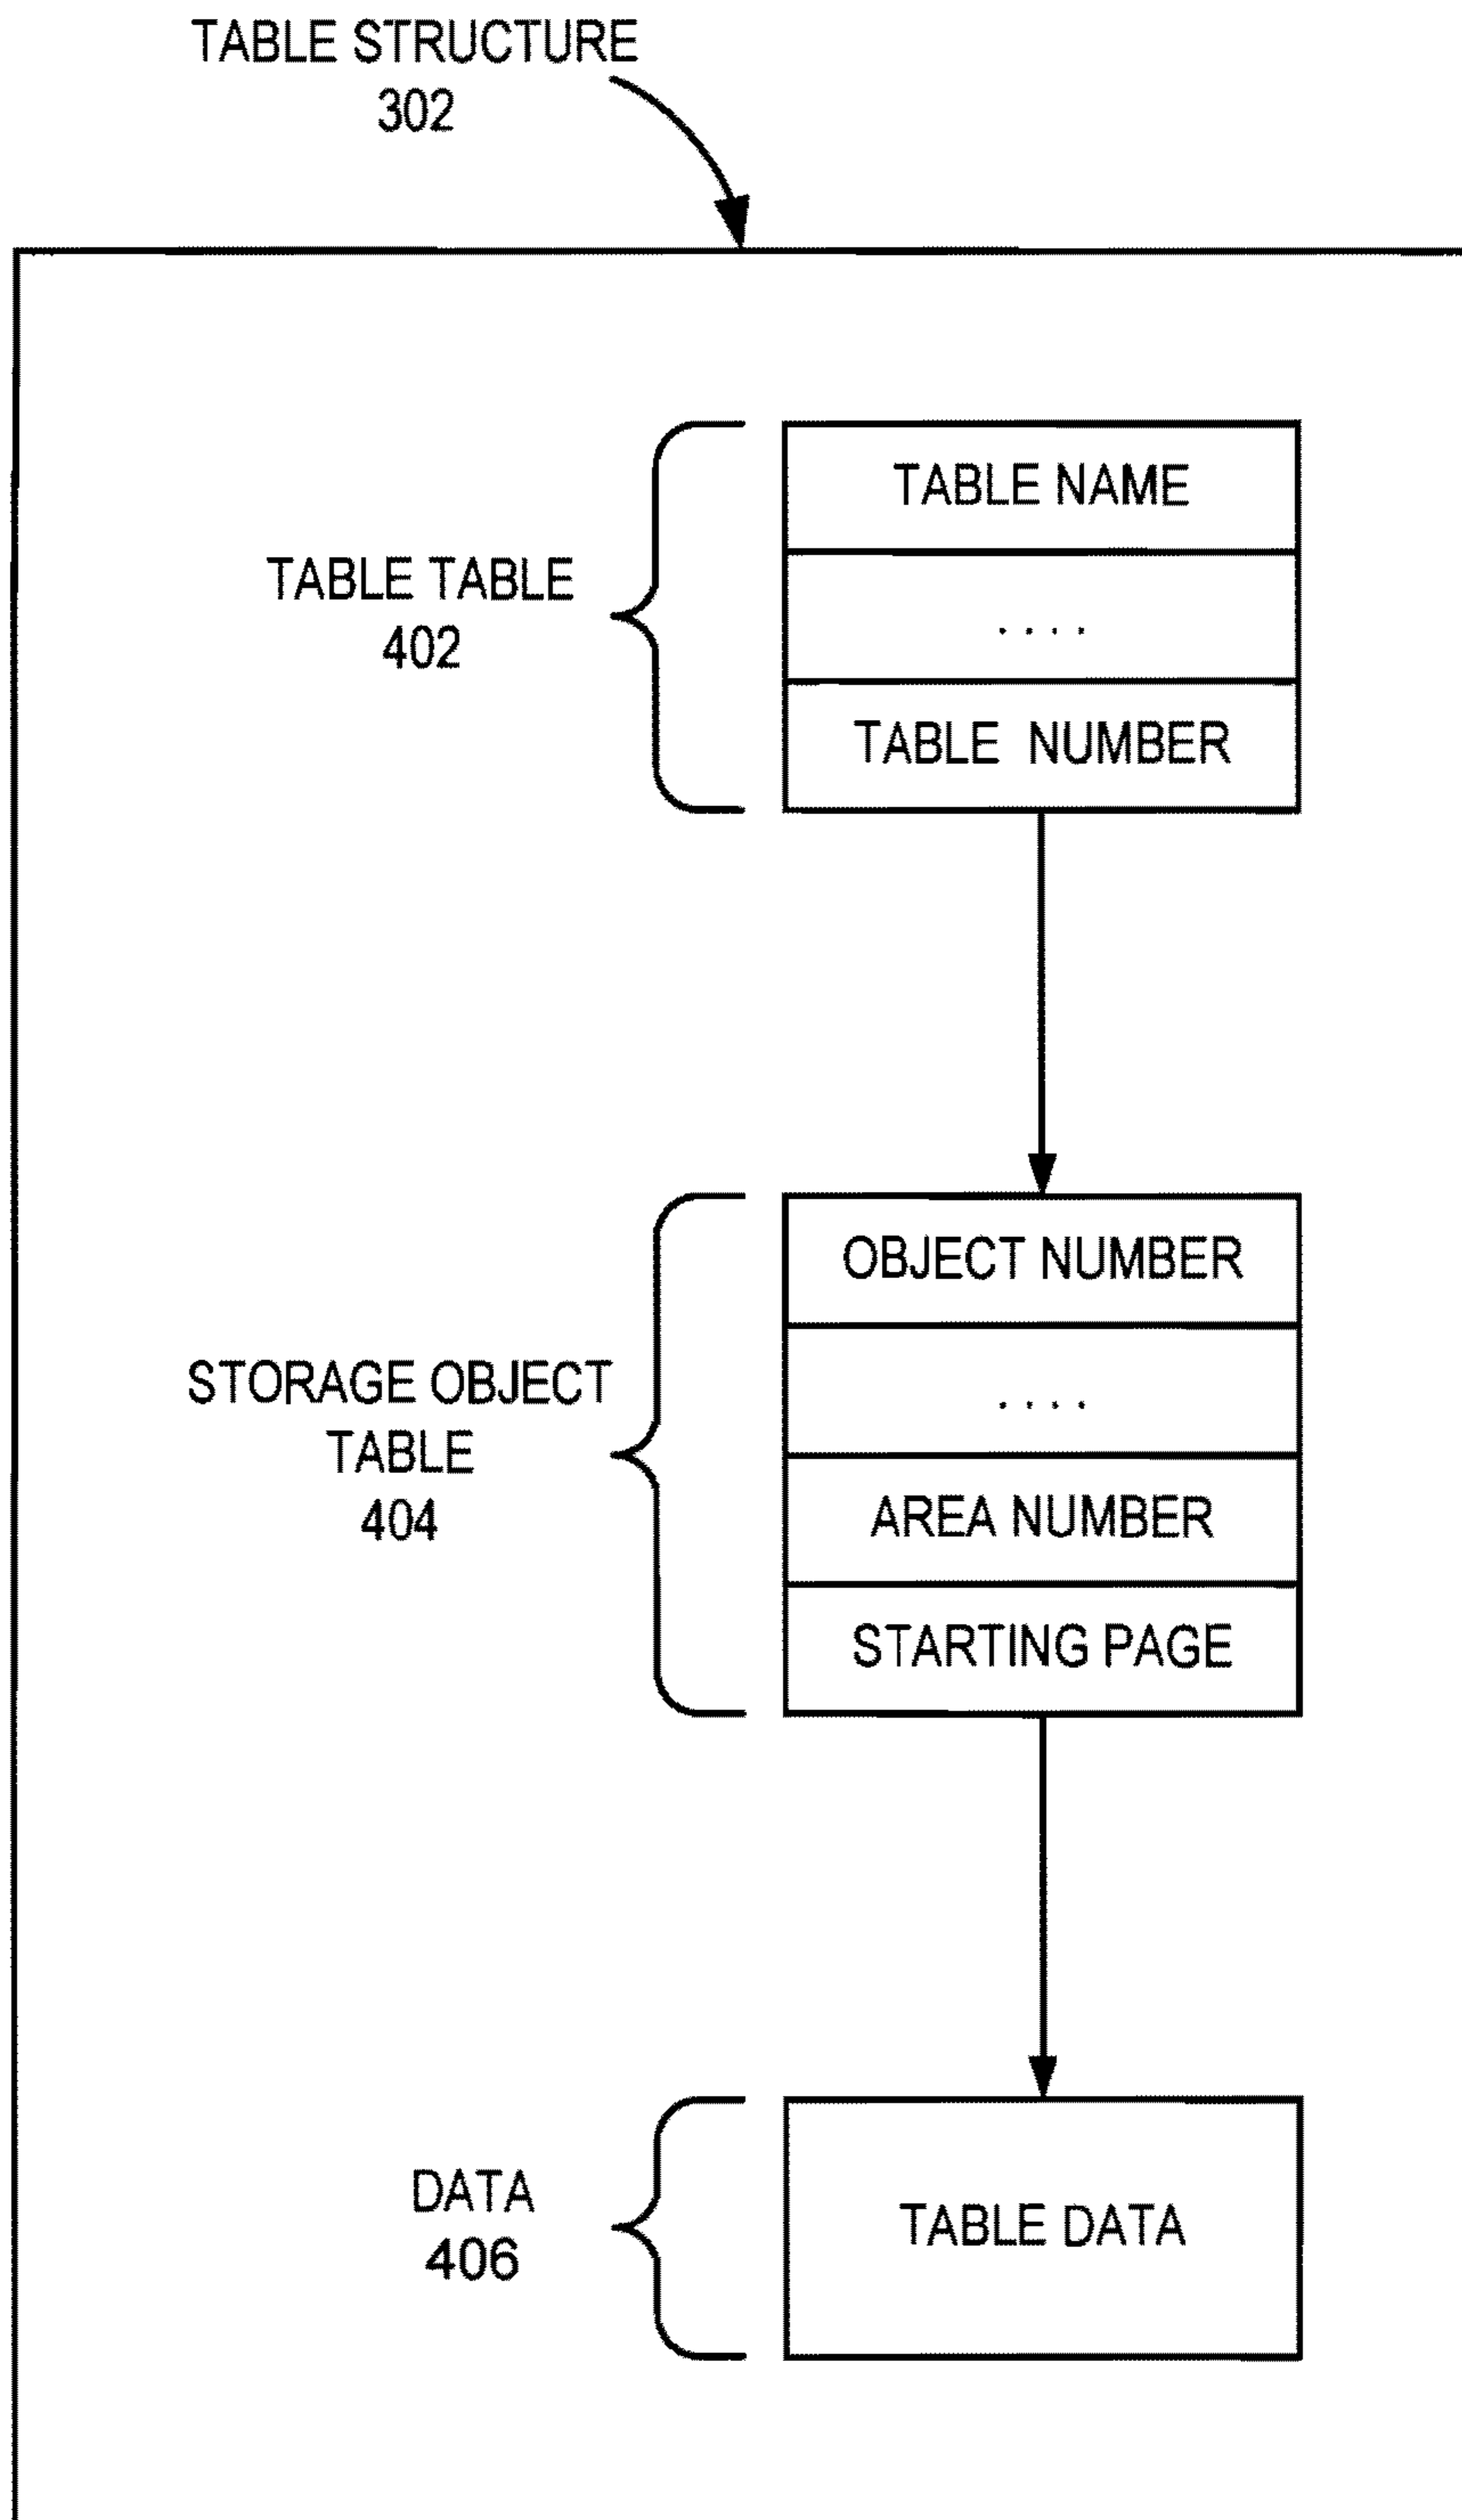 TABLE STRUCTURE
302
TABLE NAME
TABLE TABLE
402
....
TABLE NUMBER
OBJECT NUMBER
STORAGE OBJECT
TABLE
404
....
AREA NUMBER
STARTING PAGE
DATA
406
TABLE DATA